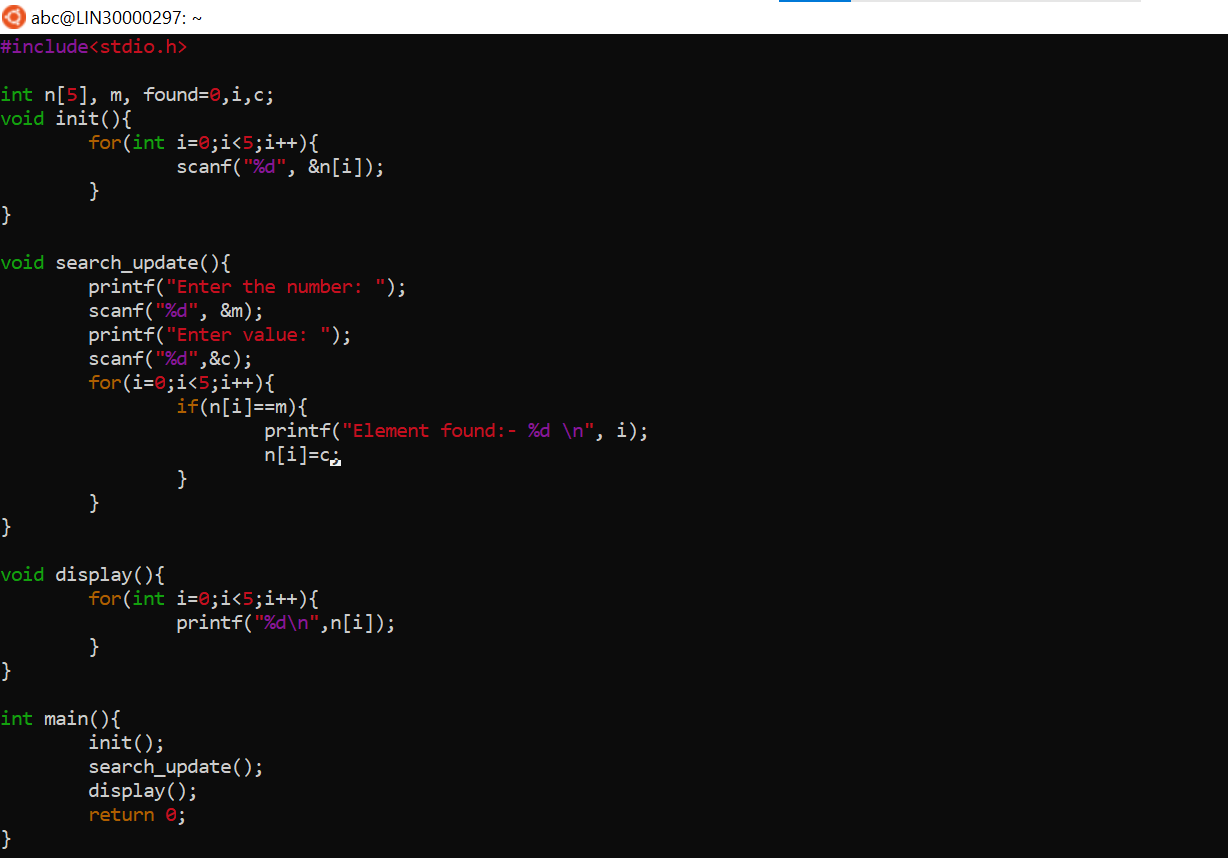 abc@LIN30000297: ~
#include<stdio.h>

int n[5], m, found=0,i,c;
void init(){
        for(int i=0;i<5;i++){
                scanf("%d", &n[i]);
        }
}

void search_update(){
        printf("Enter the number: ");
        scanf("%d", &m);
        printf("Enter value: ");
        scanf("%d",&c);
        for(i=0;i<5;i++){
                if(n[i]==m){
                        printf("Element found:- %d \n", i);
                        n[i]=c;
                }
        }
}

void display(){
        for(int i=0;i<5;i++){
                printf("%d\n",n[i]);
        }
}

int main(){
        init();
        search_update();
        display();
        return 0;
}